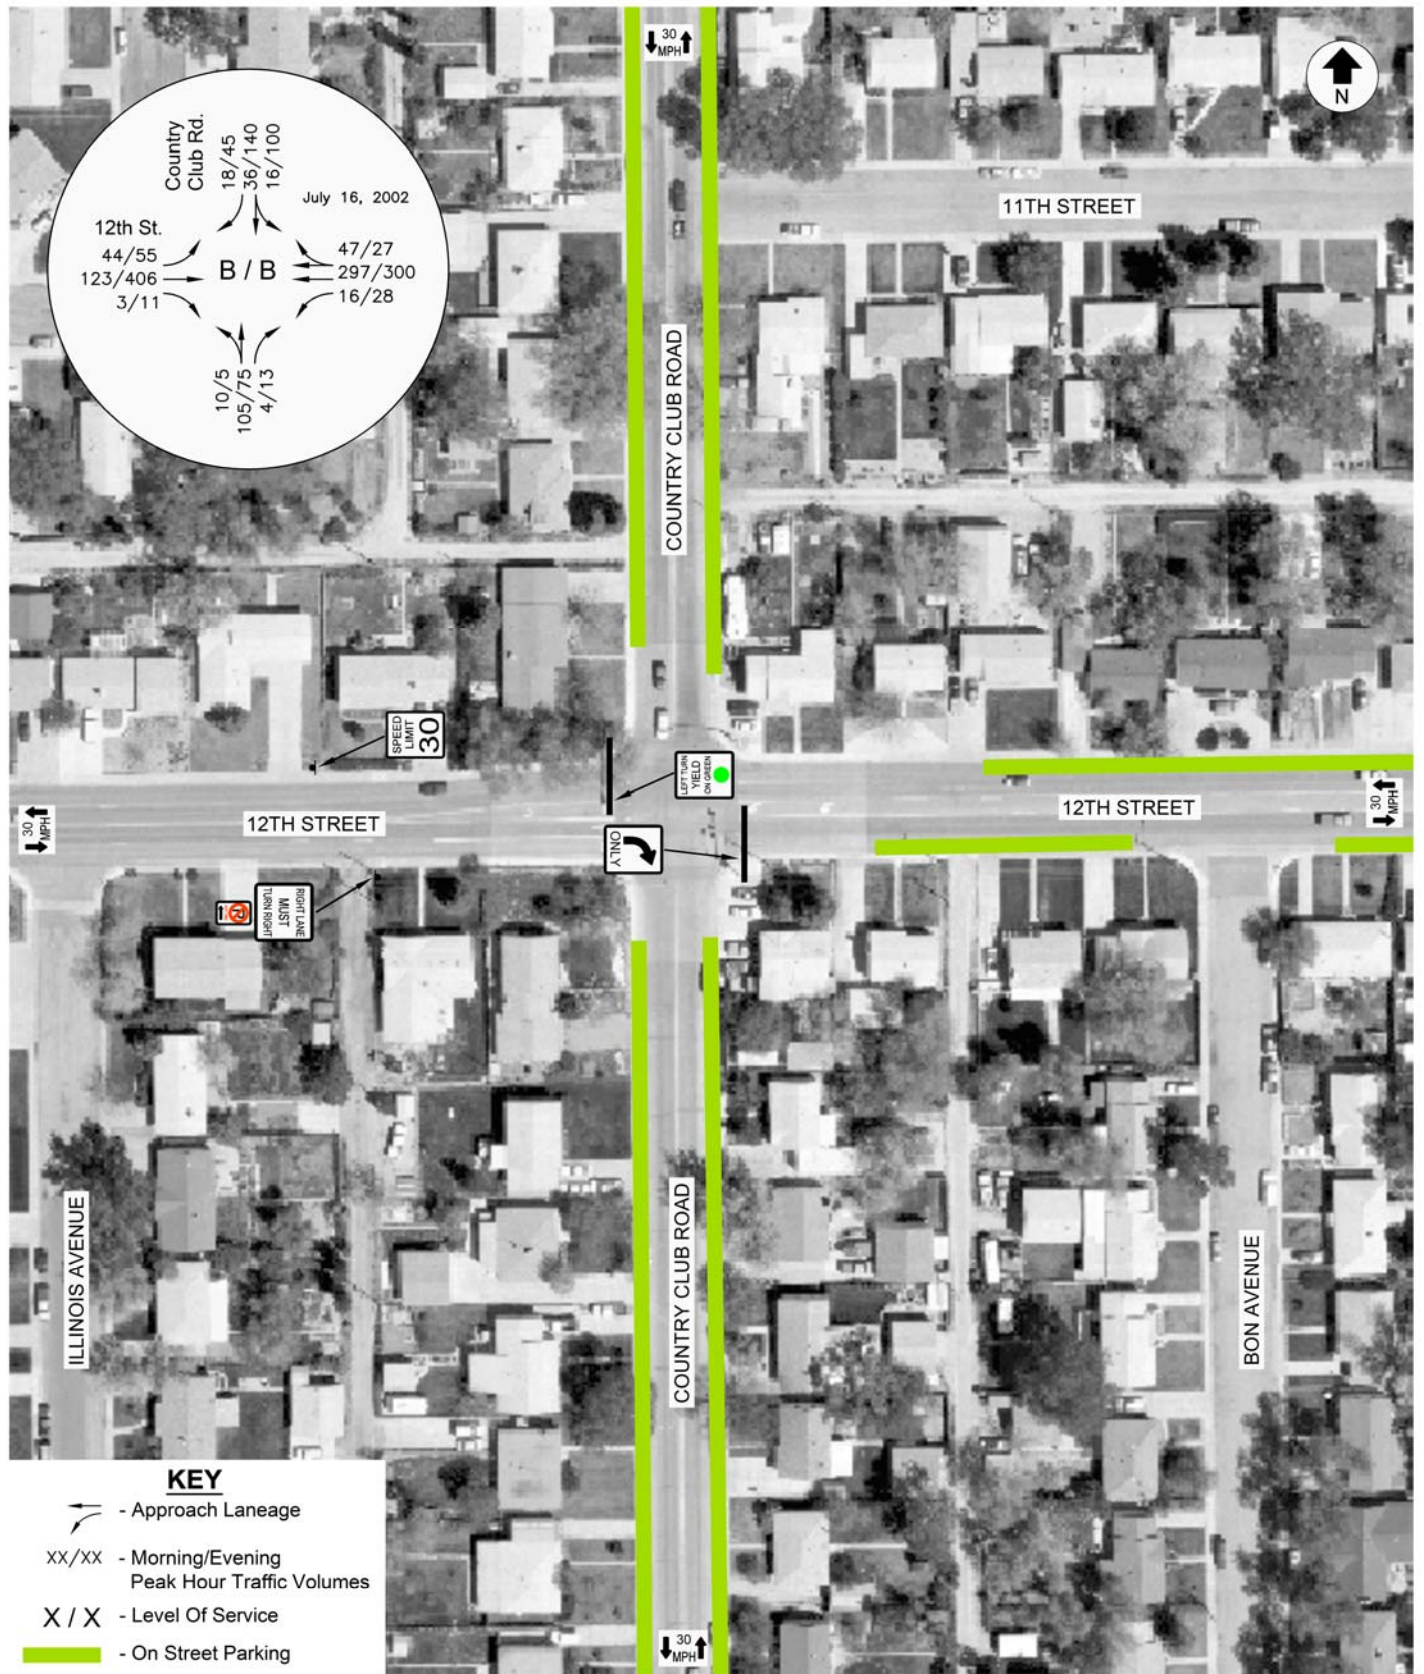 30
MPH
N
Country
Club Rd.
18/45
36/140
16/100
July 16, 2002
12th St.
44/55
123/406
3/11
B / B
47/27
297/300
16/28
10/5
105/75
4/13
11TH STREET
COUNTRY CLUB ROAD
SPEED
LIMIT
30
LEFT TURN
YIELD
ON GREEN
30
MPH
12TH STREET
12TH STREET
30
MPH
ONLY
RIGHT LANE
MUST
TURN RIGHT
ILLINOIS AVENUE
COUNTRY CLUB ROAD
BON AVENUE
KEY
- Approach Laneage
XX/XX - Morning/Evening
Peak Hour Traffic Volumes
X / X - Level Of Service
- On Street Parking
30
MPH